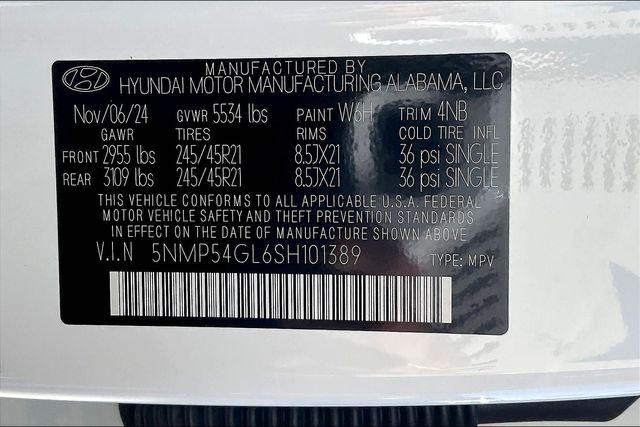 MANUFACTURED BY
HYUNDAI MOTOR MANUFACTURING ALABAMA, LLC
Nov/06/24 GVWR 5534 lbs PAINT W6H TRIM 4NB
GAWR TIRES RIMS COLD TIRE INFL
FRONT 2955 lbs 245/45R21 8.5JX21 36 psi SINGLE
REAR 3109 lbs 245/45R21 8.5JX21 36 psi SINGLE
THIS VEHICLE CONFORMS TO ALL APPLICABLE U.S.A. FEDERAL
MOTOR VEHICLE SAFETY AND THEFT PREVENTION STANDARDS
IN EFFECT ON THE DATE OF MANUFACTURE SHOWN ABOVE
V.I.N 5NMP54GL6SH101389 TYPE: MPV